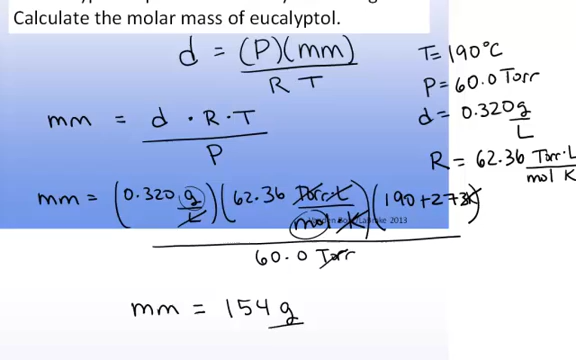 Calculate the molar mass of eucalyptol.
d = (P)(mm) / R T
T = 190°C
P = 60.0 Torr
d = 0.320 g/L
R = 62.36 Torr·L / mol K
mm = d · R · T / P
mm = (0.320 g/L)(62.36 Torr·L / mol K)(190+273K)
2013
60.0 Torr
mm = 154 g